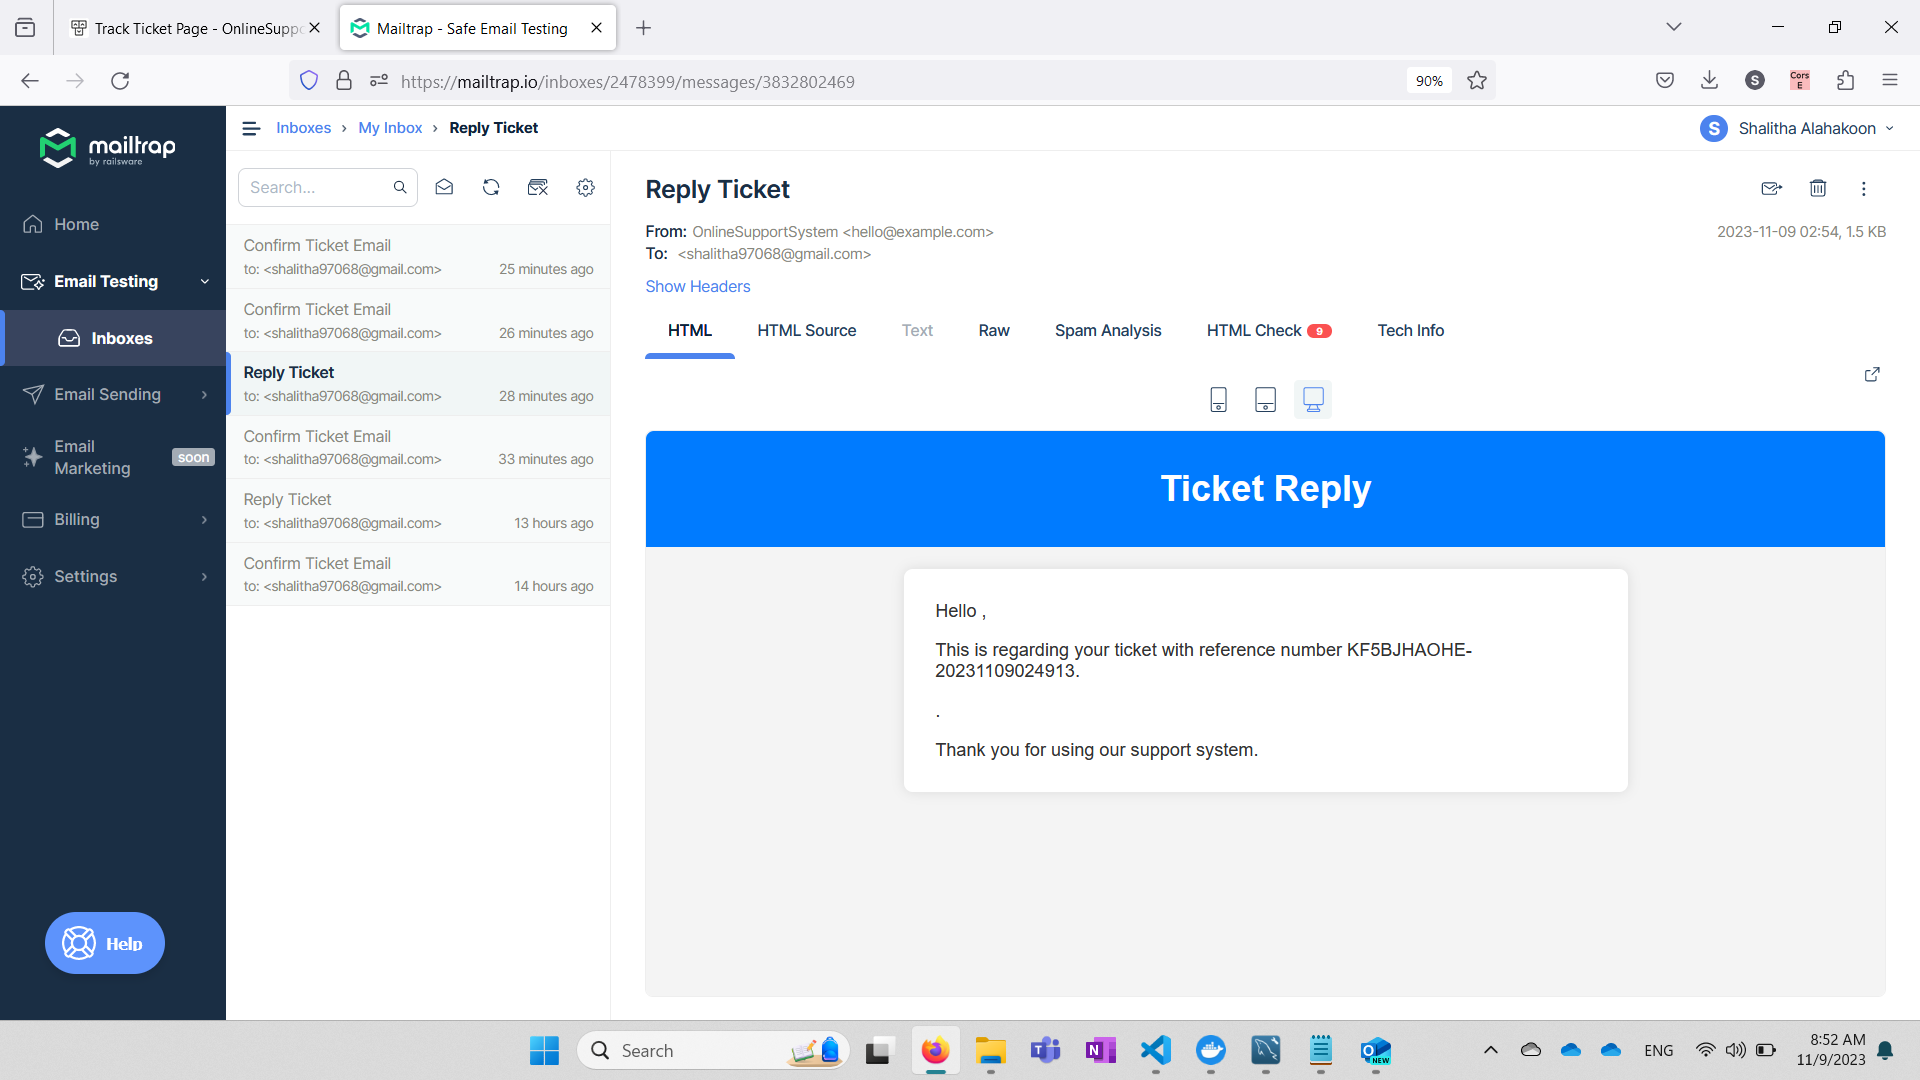 Track Ticket Page - OnlineSuppo
Mailtrap - Safe Email Testing
https://mailtrap.io/inboxes/2478399/messages/3832802469
90%
S
Cors
E
mailtrap
by railsware
Home
Email Testing
Inboxes
Email Sending
Email
Marketing
soon
Billing
Settings
Help
Inboxes › My Inbox › Reply Ticket
S Shalitha Alahakoon
Search...
Confirm Ticket Email
to: <shalitha97068@gmail.com> 25 minutes ago
Confirm Ticket Email
to: <shalitha97068@gmail.com> 26 minutes ago
Reply Ticket
to: <shalitha97068@gmail.com> 28 minutes ago
Confirm Ticket Email
to: <shalitha97068@gmail.com> 33 minutes ago
Reply Ticket
to: <shalitha97068@gmail.com> 13 hours ago
Confirm Ticket Email
to: <shalitha97068@gmail.com> 14 hours ago
Reply Ticket
From: OnlineSupportSystem <hello@example.com> 2023-11-09 02:54, 1.5 KB
To: <shalitha97068@gmail.com>
Show Headers
HTML HTML Source Text Raw Spam Analysis HTML Check 9 Tech Info
Ticket Reply
Hello ,
This is regarding your ticket with reference number KF5BJHAOHE-
20231109024913.
.
Thank you for using our support system.
Search
NEW
ENG
8:52 AM
11/9/2023